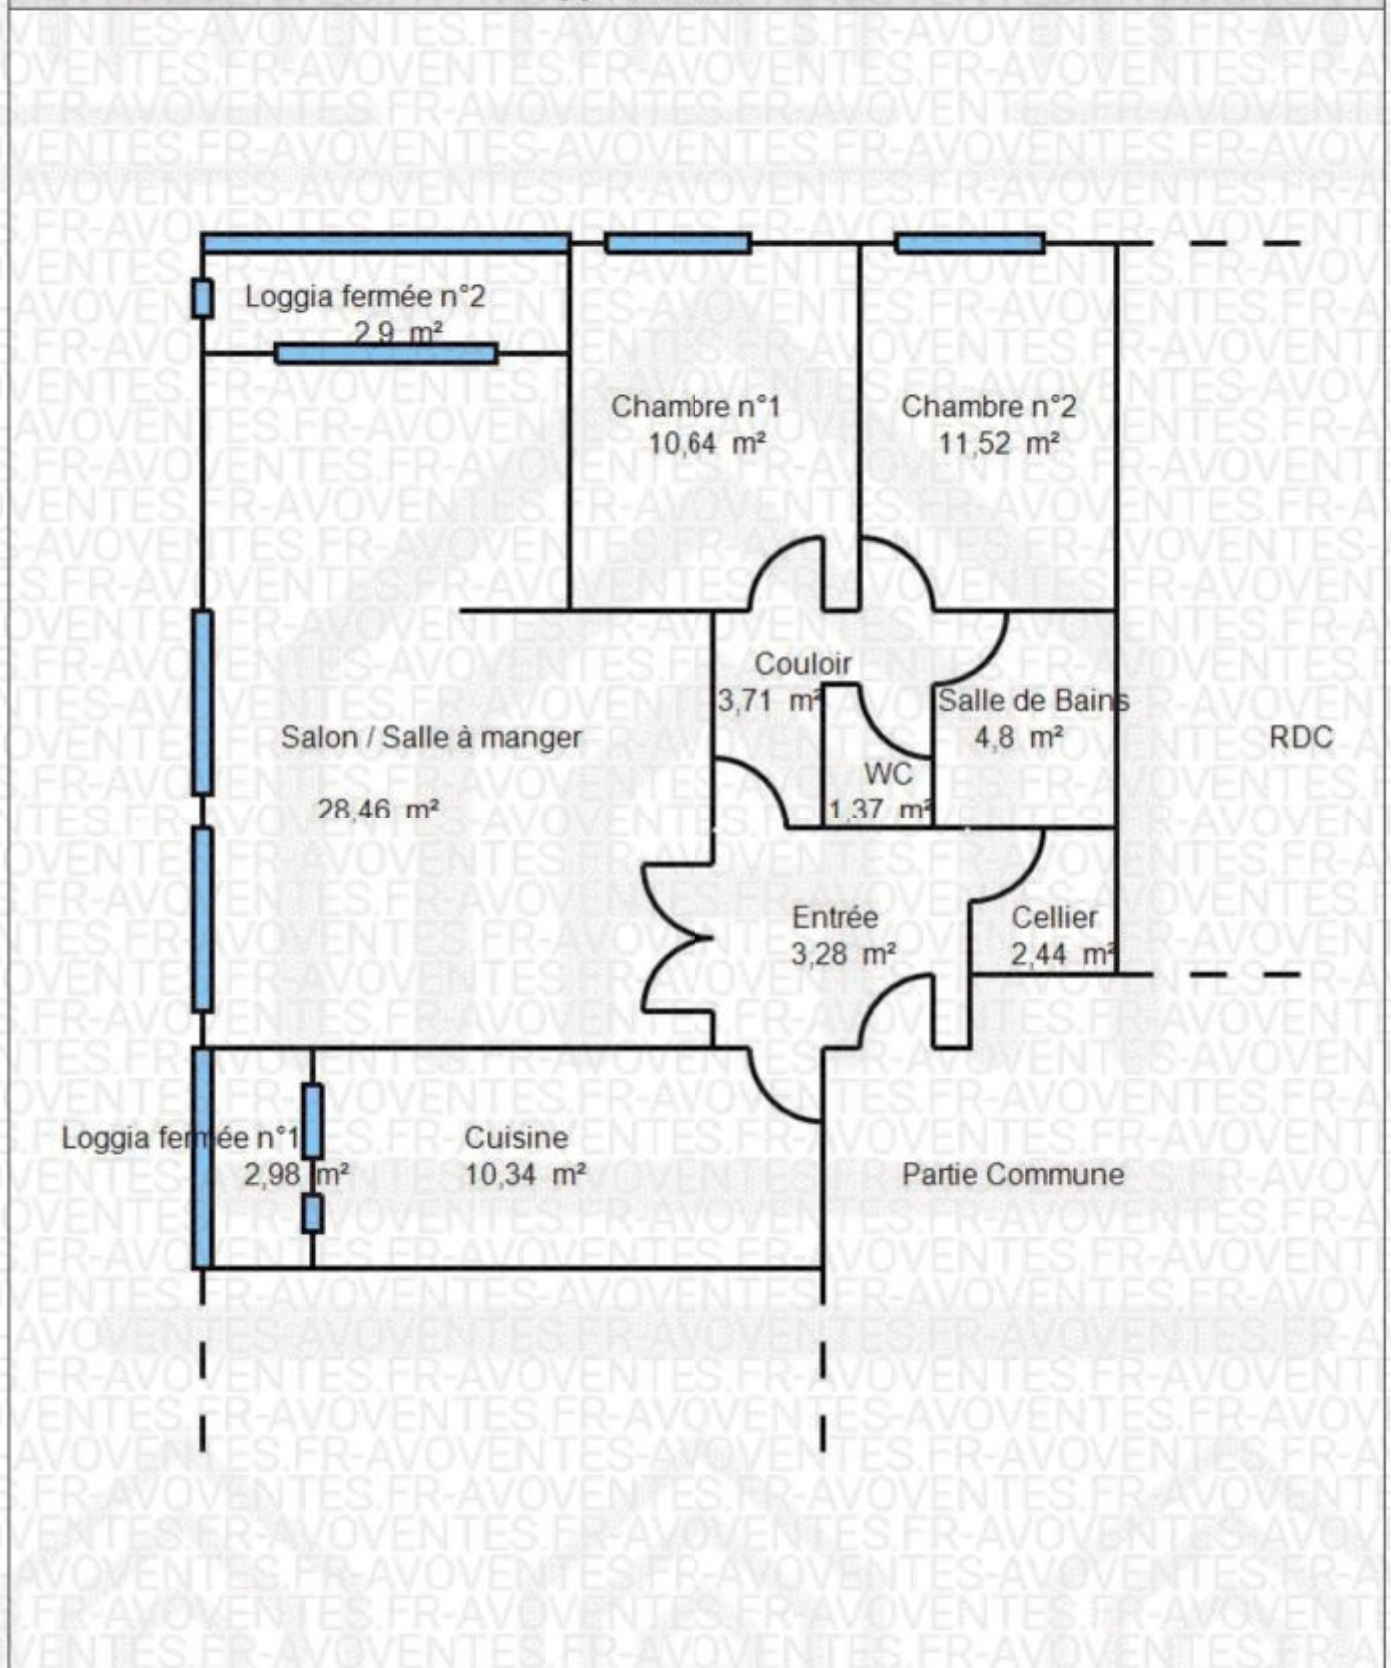 Loggia fermée n°2
2,9 m²
Chambre n°1
10,64 m²
Chambre n°2
11,52 m²
Couloir
3,71 m²
Salle de Bains
4,8 m²
Salon / Salle à manger
28,46 m²
WC
1,37 m²
RDC
Entrée
3,28 m²
Cellier
2,44 m²
Loggia fermée n°1
2,98 m²
Cuisine
10,34 m²
Partie Commune
AVOVENTES.FR